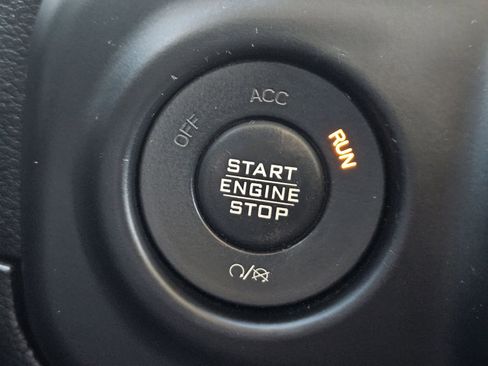 ACC
OFF
RUN
START
ENGINE
STOP